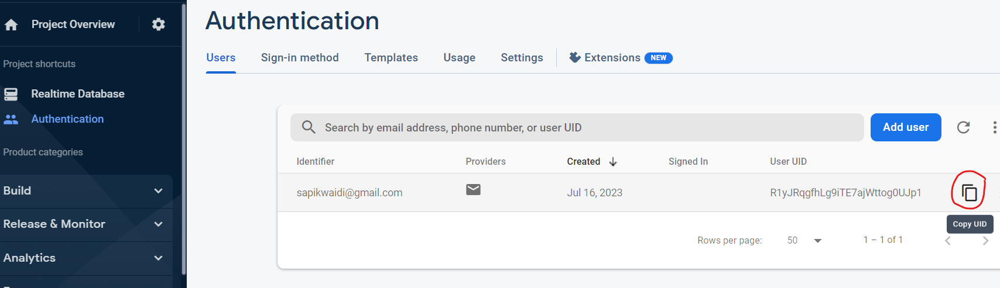 Project Overview
Project shortcuts
Realtime Database
Authentication
Product categories
Build
Release & Monitor
Analytics
Authentication
Users Sign-in method Templates Usage Settings Extensions NEW
Search by email address, phone number, or user UID Add user
Identifier Providers Created Signed In User UID
sapikwaidi@gmail.com Jul 16, 2023 R1yJRqgfhLg9iTE7ajWttog0UJp1
Copy UID
Rows per page: 50 1 – 1 of 1